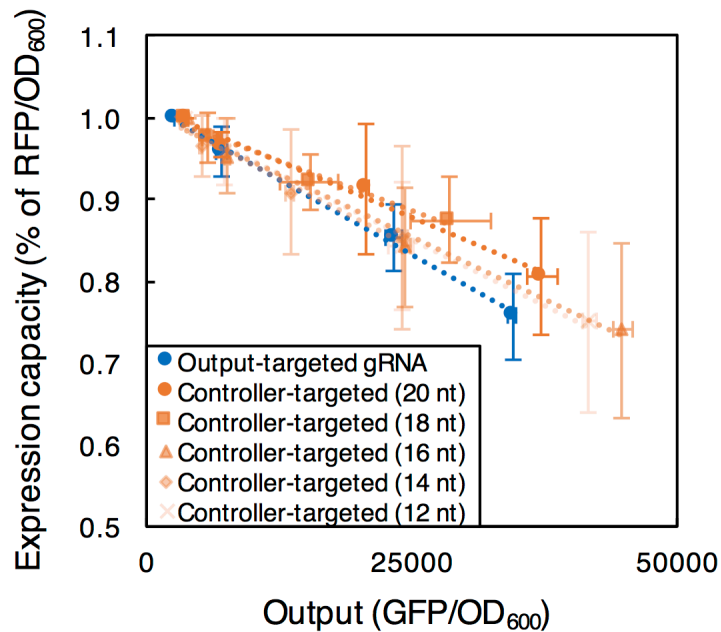 Expression capacity (% of RFP/OD600)
1.1
1.0
0.9
0.8
0.7
0.6
0.5
Output-targeted gRNA
Controller-targeted (20 nt)
Controller-targeted (18 nt)
Controller-targeted (16 nt)
Controller-targeted (14 nt)
Controller-targeted (12 nt)
0 25000 50000
Output (GFP/OD600)